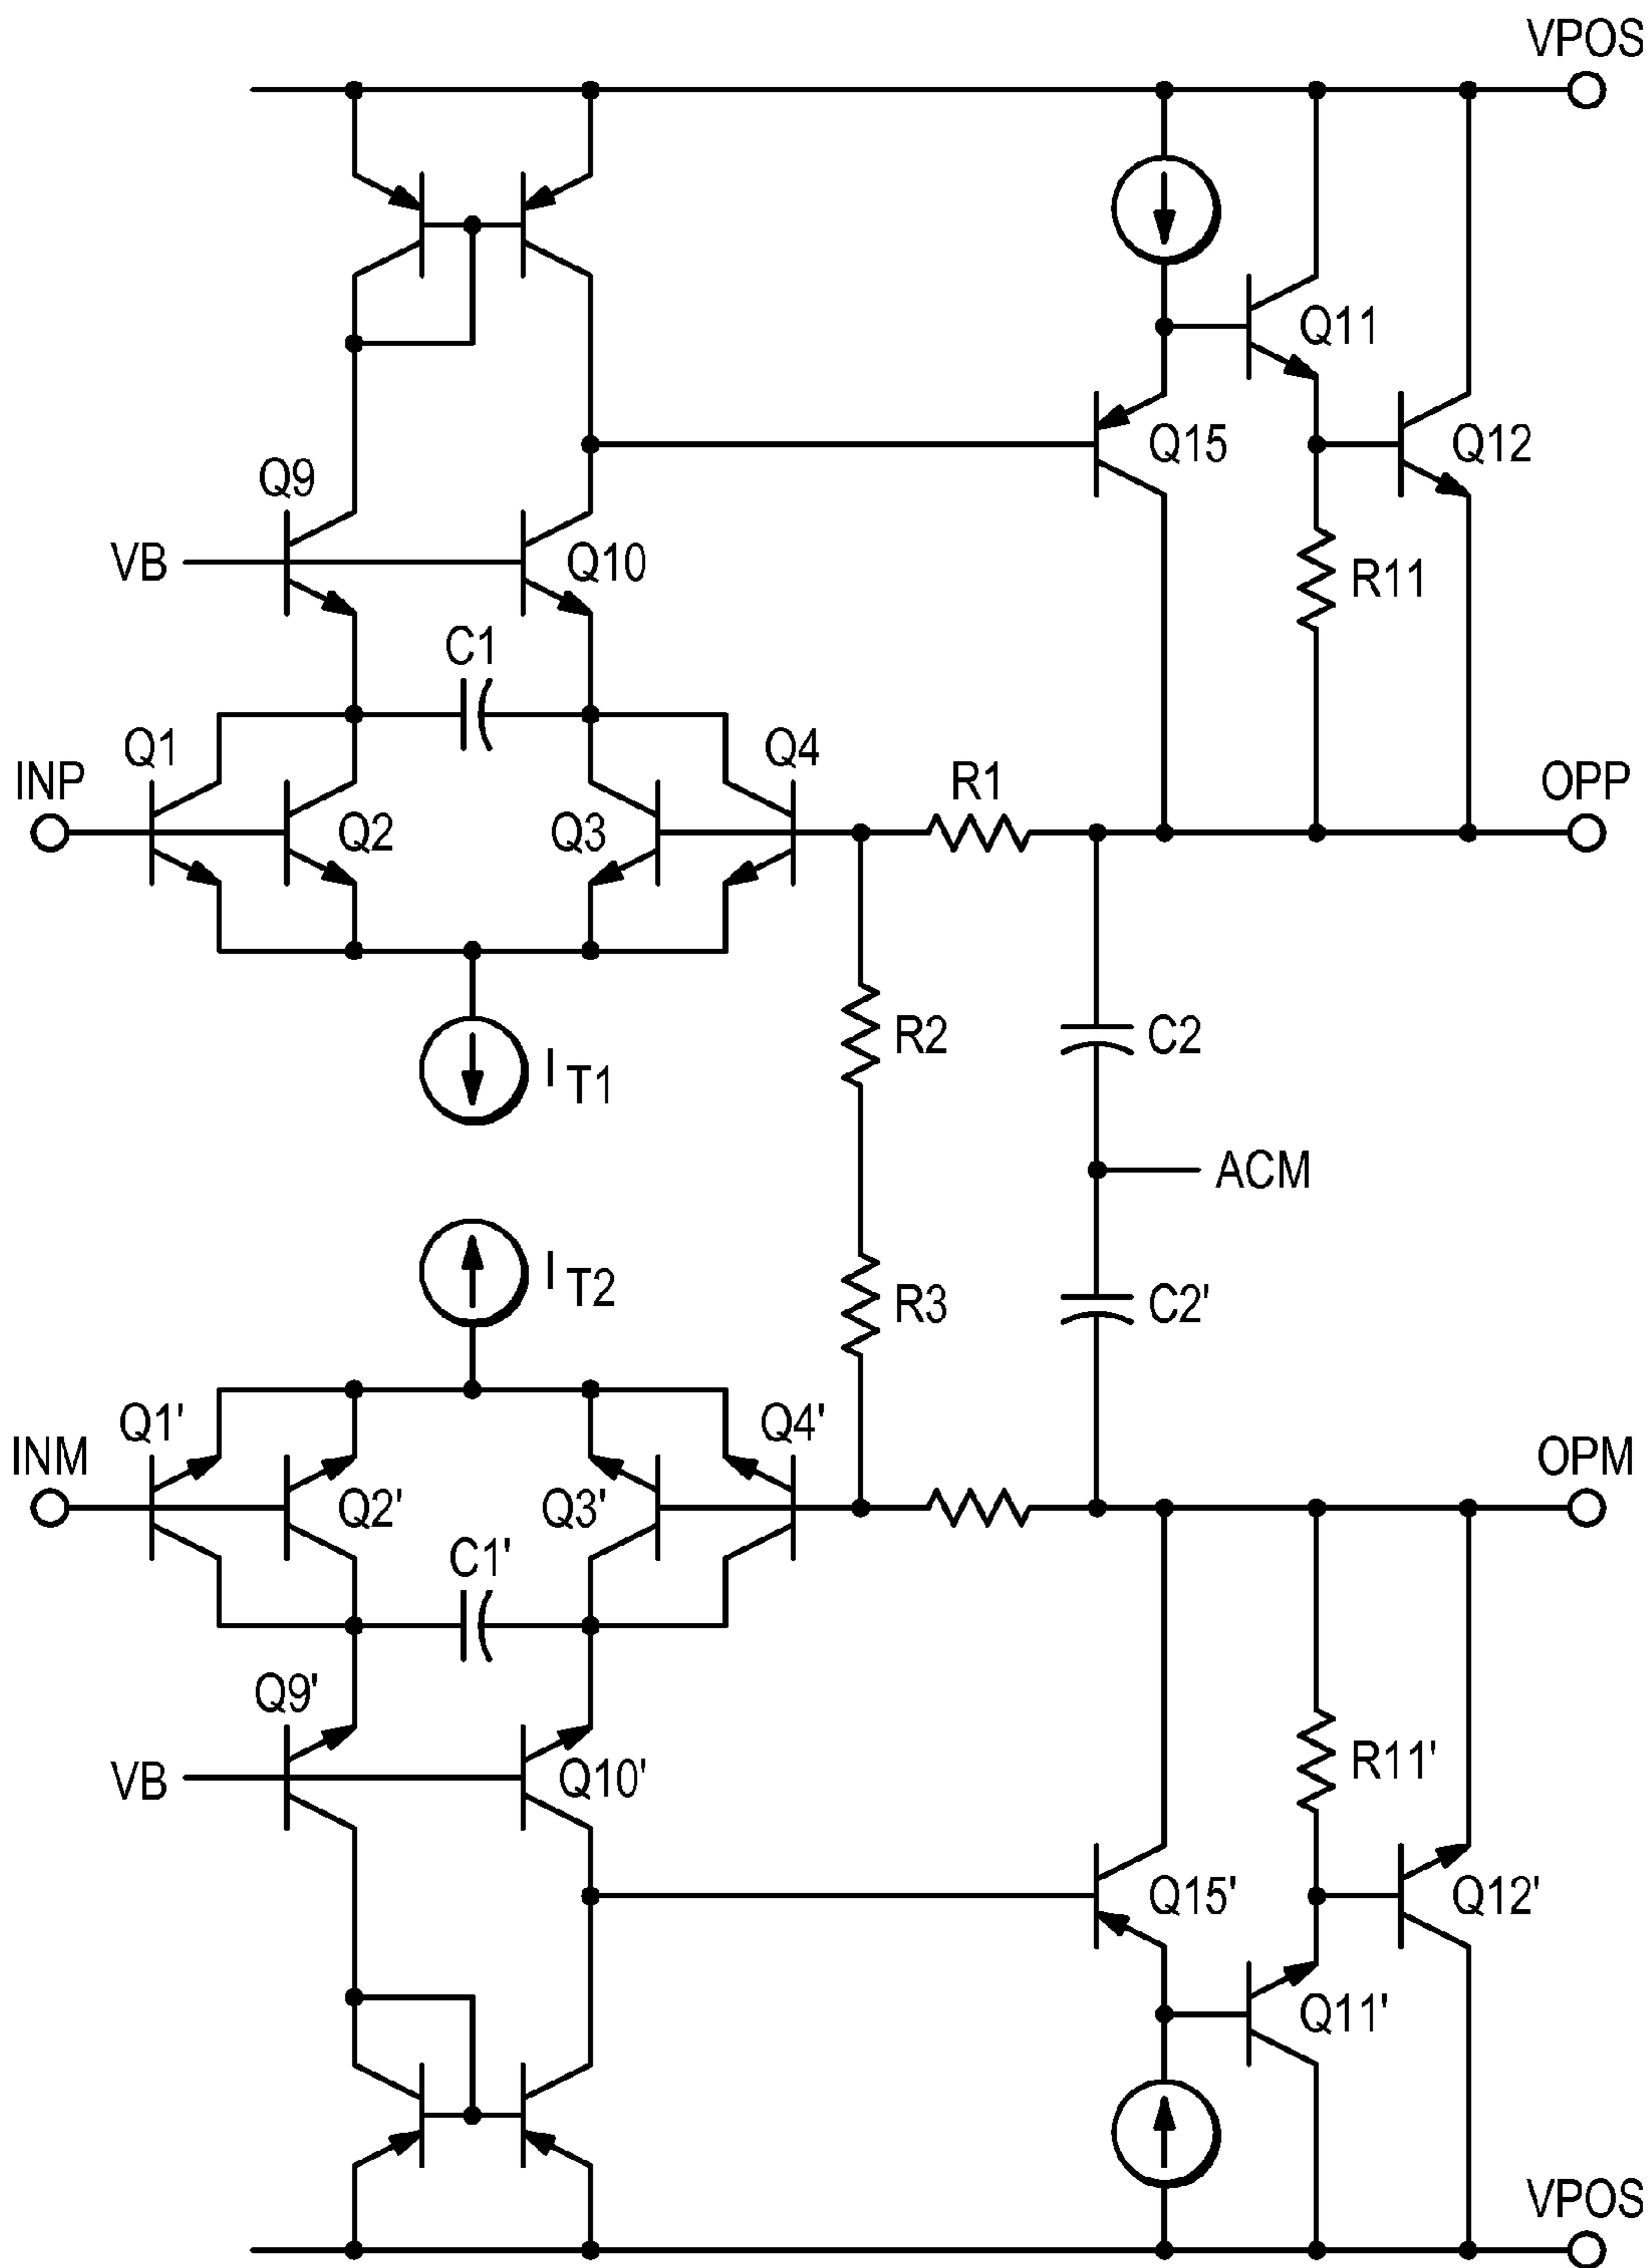 VPOS
Q11
Q15
Q12
Q9
VB
Q10
R11
C1
Q1
Q4
R1
INP
Q2
Q3
OPP
R2
C2
I T1
ACM
I T2
R3
C2'
Q1'
Q4'
INM
Q2'
Q3'
OPM
C1'
Q9'
VB
Q10'
R11'
Q15'
Q12'
Q11'
VPOS